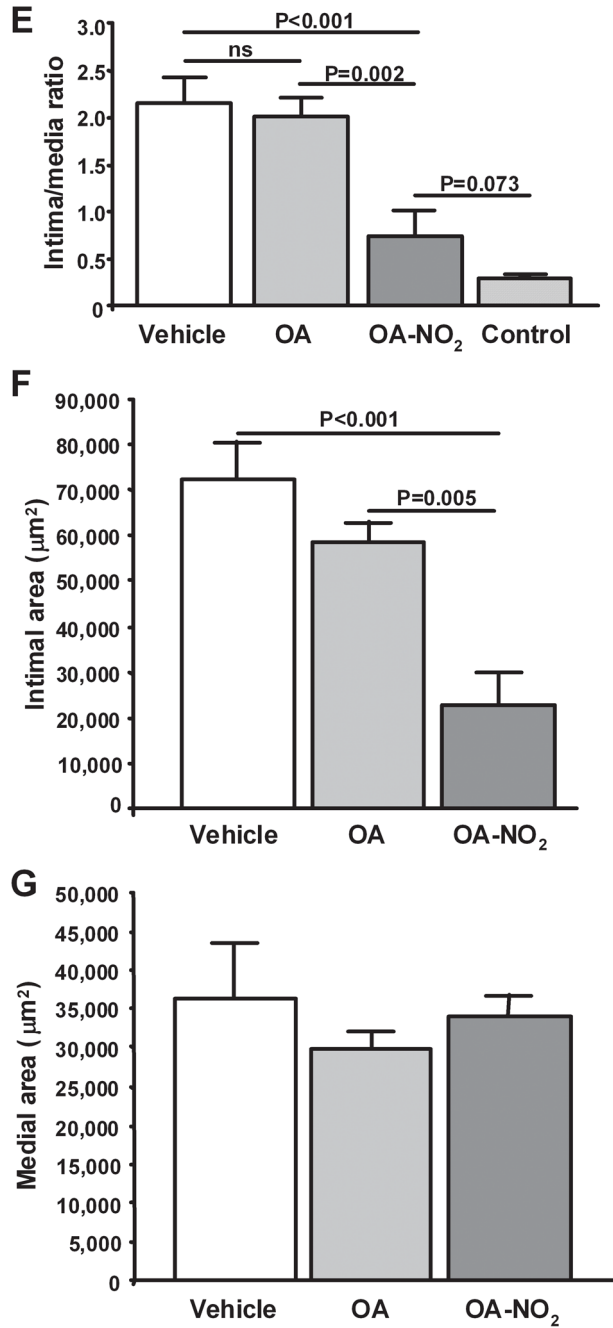 E
P<0.001
ns
P=0.002
P=0.073
Intima/media ratio
3.0
2.5
2.0
1.5
1.0
0.5
0
Vehicle OA OA-NO₂ Control
F
P<0.001
P=0.005
Intimal area (μm²)
90,000
80,000
70,000
60,000
50,000
40,000
30,000
20,000
10,000
0
Vehicle OA OA-NO₂
G
Medial area (μm²)
50,000
45,000
40,000
35,000
30,000
25,000
20,000
15,000
10,000
5,000
0
Vehicle OA OA-NO₂